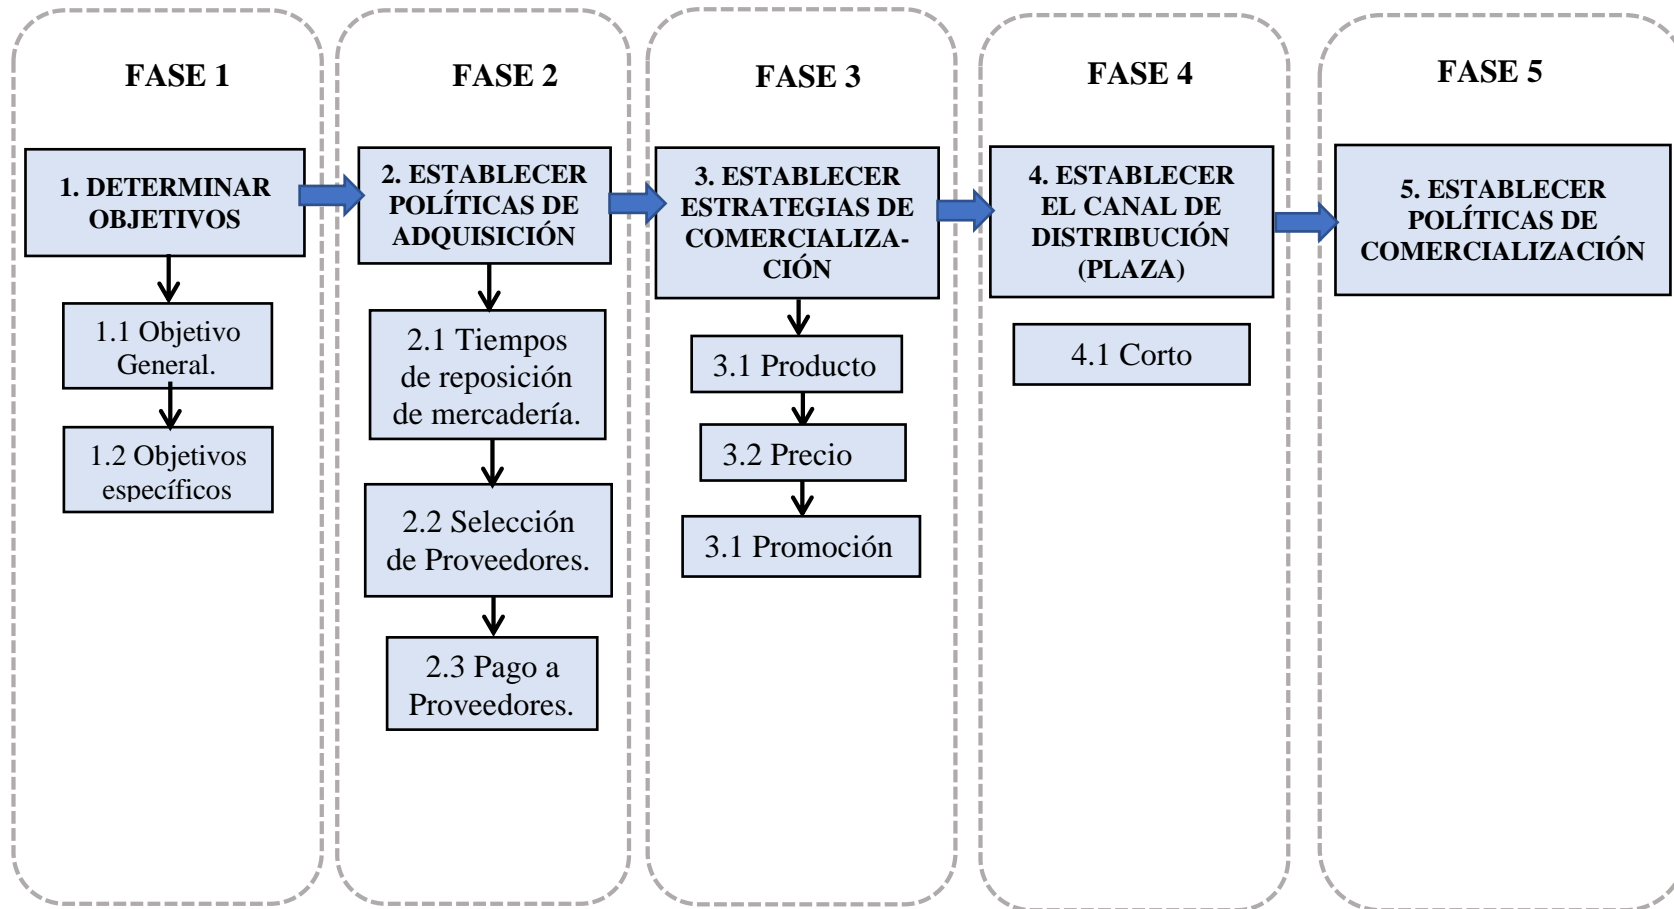 FASE 1
FASE 2
FASE 3
FASE 4
FASE 5
1. DETERMINAR
OBJETIVOS
1.1 Objetivo
General.
1.2 Objetivos
específicos
2. ESTABLECER
POLÍTICAS DE
ADQUISICIÓN
2.1 Tiempos
de reposición
de mercadería.
2.2 Selección
de Proveedores.
2.3 Pago a
Proveedores.
3. ESTABLECER
ESTRATEGIAS DE
COMERCIALIZA-
CIÓN
3.1 Producto
3.2 Precio
3.1 Promoción
4. ESTABLECER
EL CANAL DE
DISTRIBUCIÓN
(PLAZA)
4.1 Corto
5. ESTABLECER
POLÍTICAS DE
COMERCIALIZACIÓN